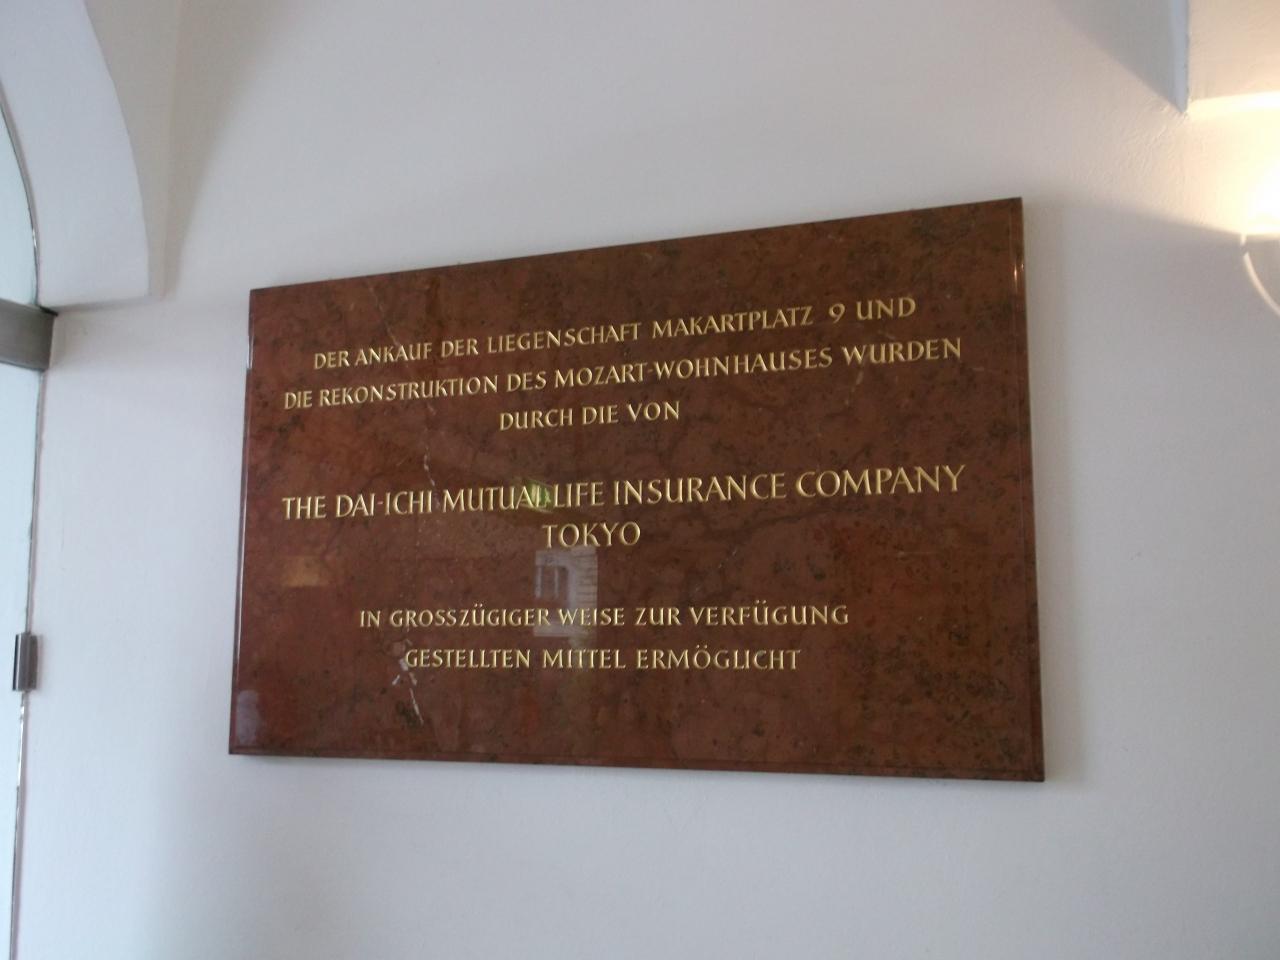 DER ANKAUF DER LIEGENSCHAFT MAKARTPLATZ 9 UND
DIE REKONSTRUKTION DES MOZART-WOHNHAUSES WURDEN
DURCH DIE VON
THE DAI-ICHI MUTUAL LIFE INSURANCE COMPANY
TOKYO
IN GROSSZÜGIGER WEISE ZUR VERFÜGUNG
GESTELLTEN MITTEL ERMÖGLICHT